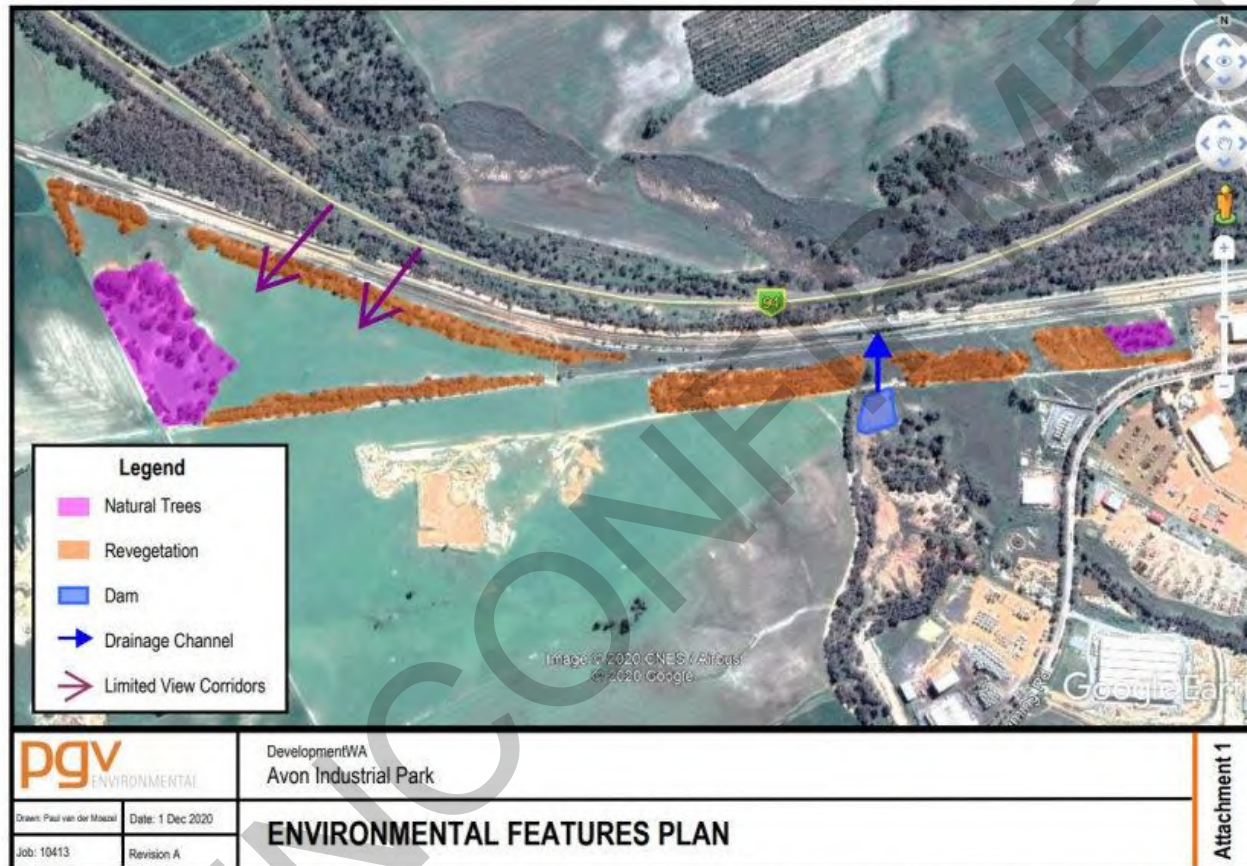 N
94
Legend
Natural Trees
Revegetation
Dam
Drainage Channel
Limited View Corridors
Image © 2020 CNES / Airbus
© 2020 Google
Google Earth
pgv
ENVIRONMENTAL
DevelopmentWA
Avon Industrial Park
Drawn: Paul van der Moezel
Date: 1 Dec 2020
Job: 10413
Revision A
ENVIRONMENTAL FEATURES PLAN
Attachment 1